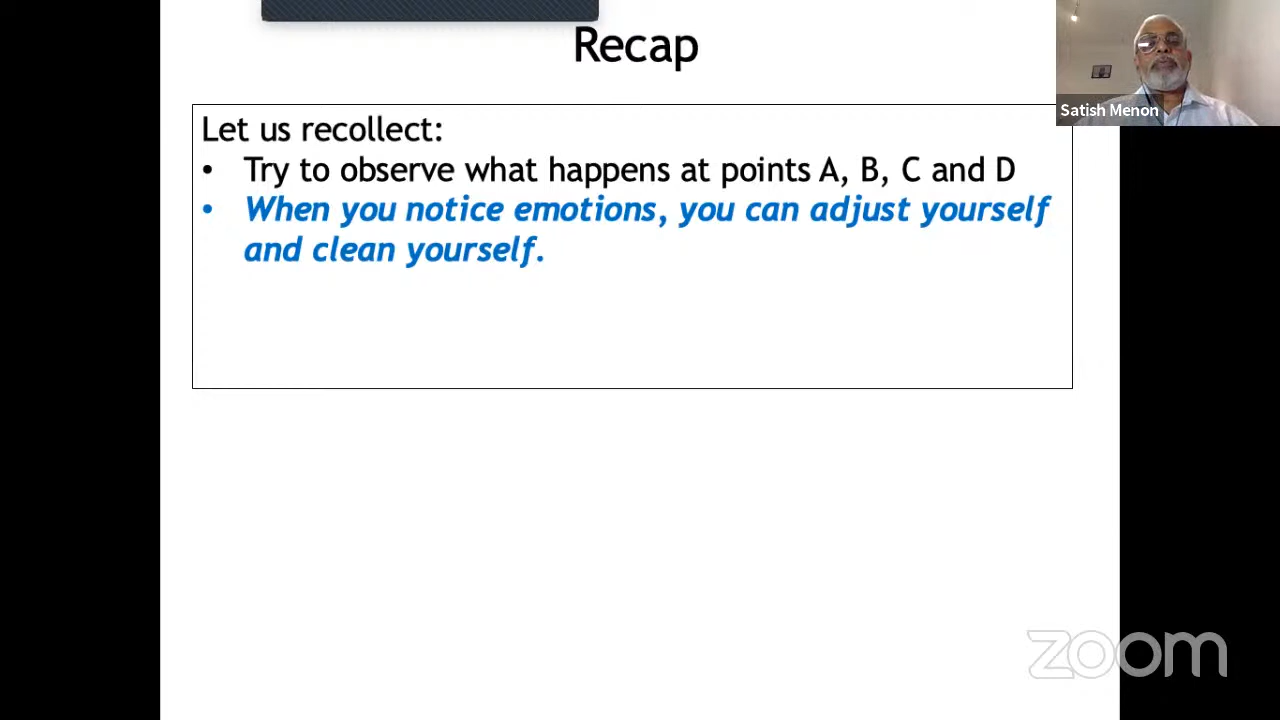 Recap
Satish Menon
Let us recollect:
• Try to observe what happens at points A, B, C and D
• When you notice emotions, you can adjust yourself
and clean yourself.
zoom